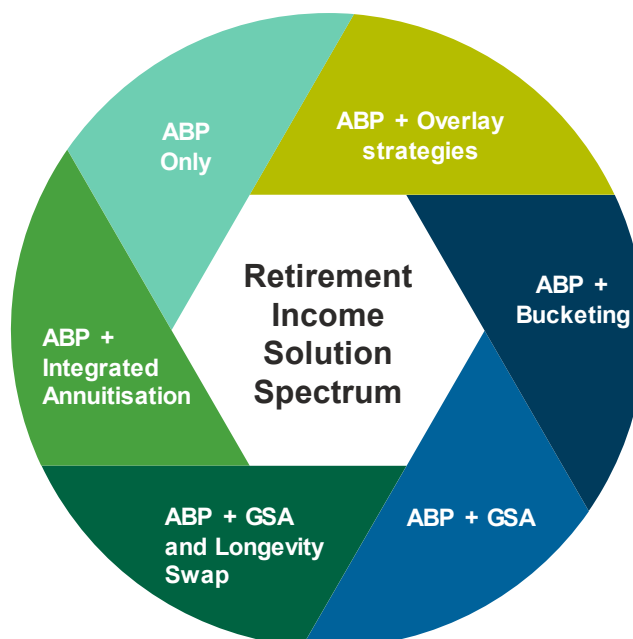 ABP
Only
ABP + Overlay
strategies
ABP +
Bucketing
ABP + GSA
ABP + GSA
and Longevity
Swap
ABP +
Integrated
Annuitisation
Retirement
Income
Solution
Spectrum